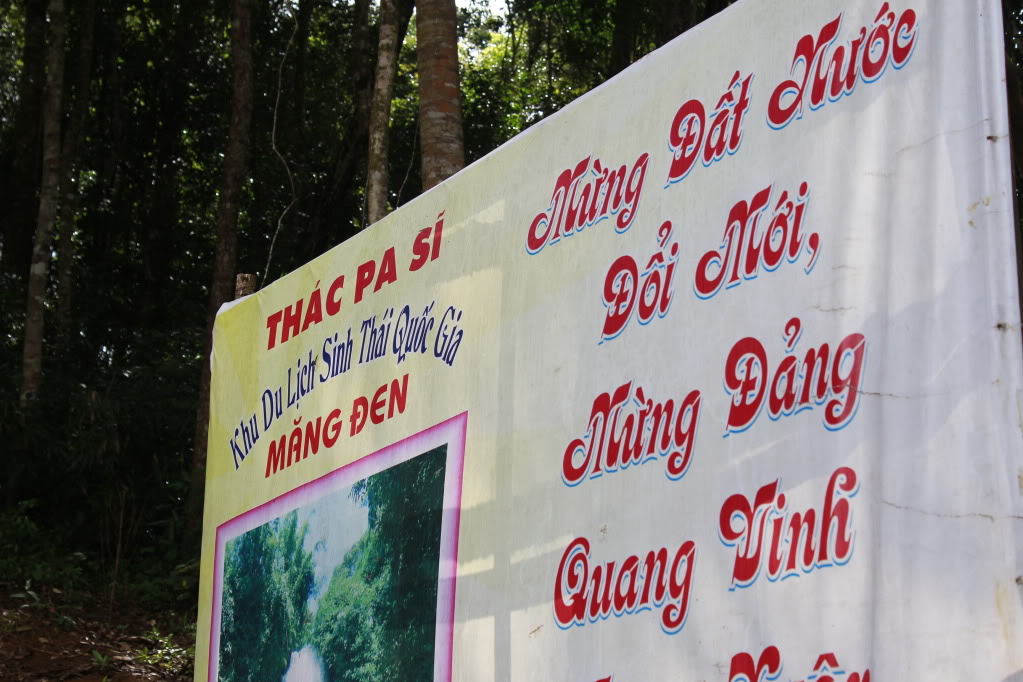 THÁC PA SĨ
Khu Du Lịch Sinh Thái Quốc Gia
MĂNG ĐEN
Mừng Đất Nước
Đổi Mới,
Mừng Đảng
Quang Vinh